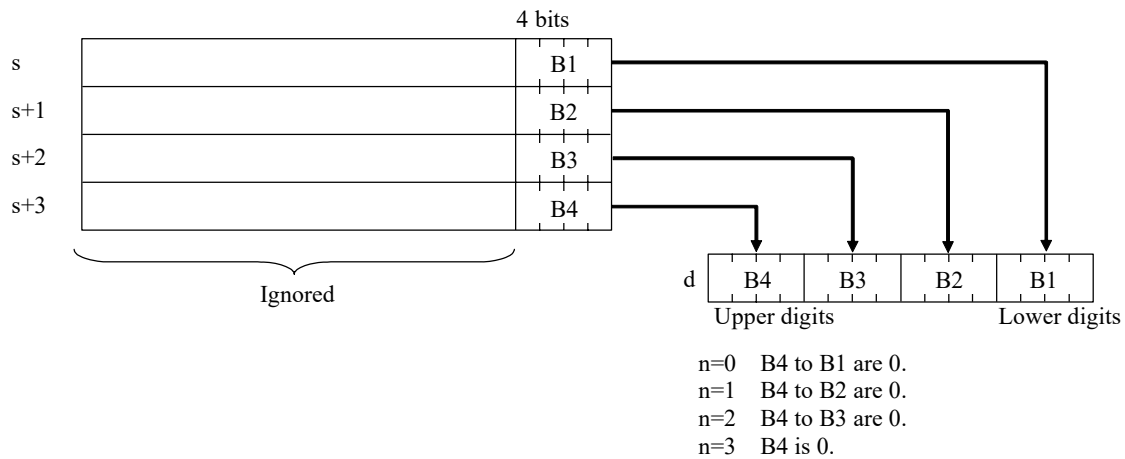 4 bits
s B1
s+1 B2
s+2 B3
s+3 B4
Ignored
d B4 B3 B2 B1
Upper digits Lower digits
n=0 B4 to B1 are 0.
n=1 B4 to B2 are 0.
n=2 B4 to B3 are 0.
n=3 B4 is 0.